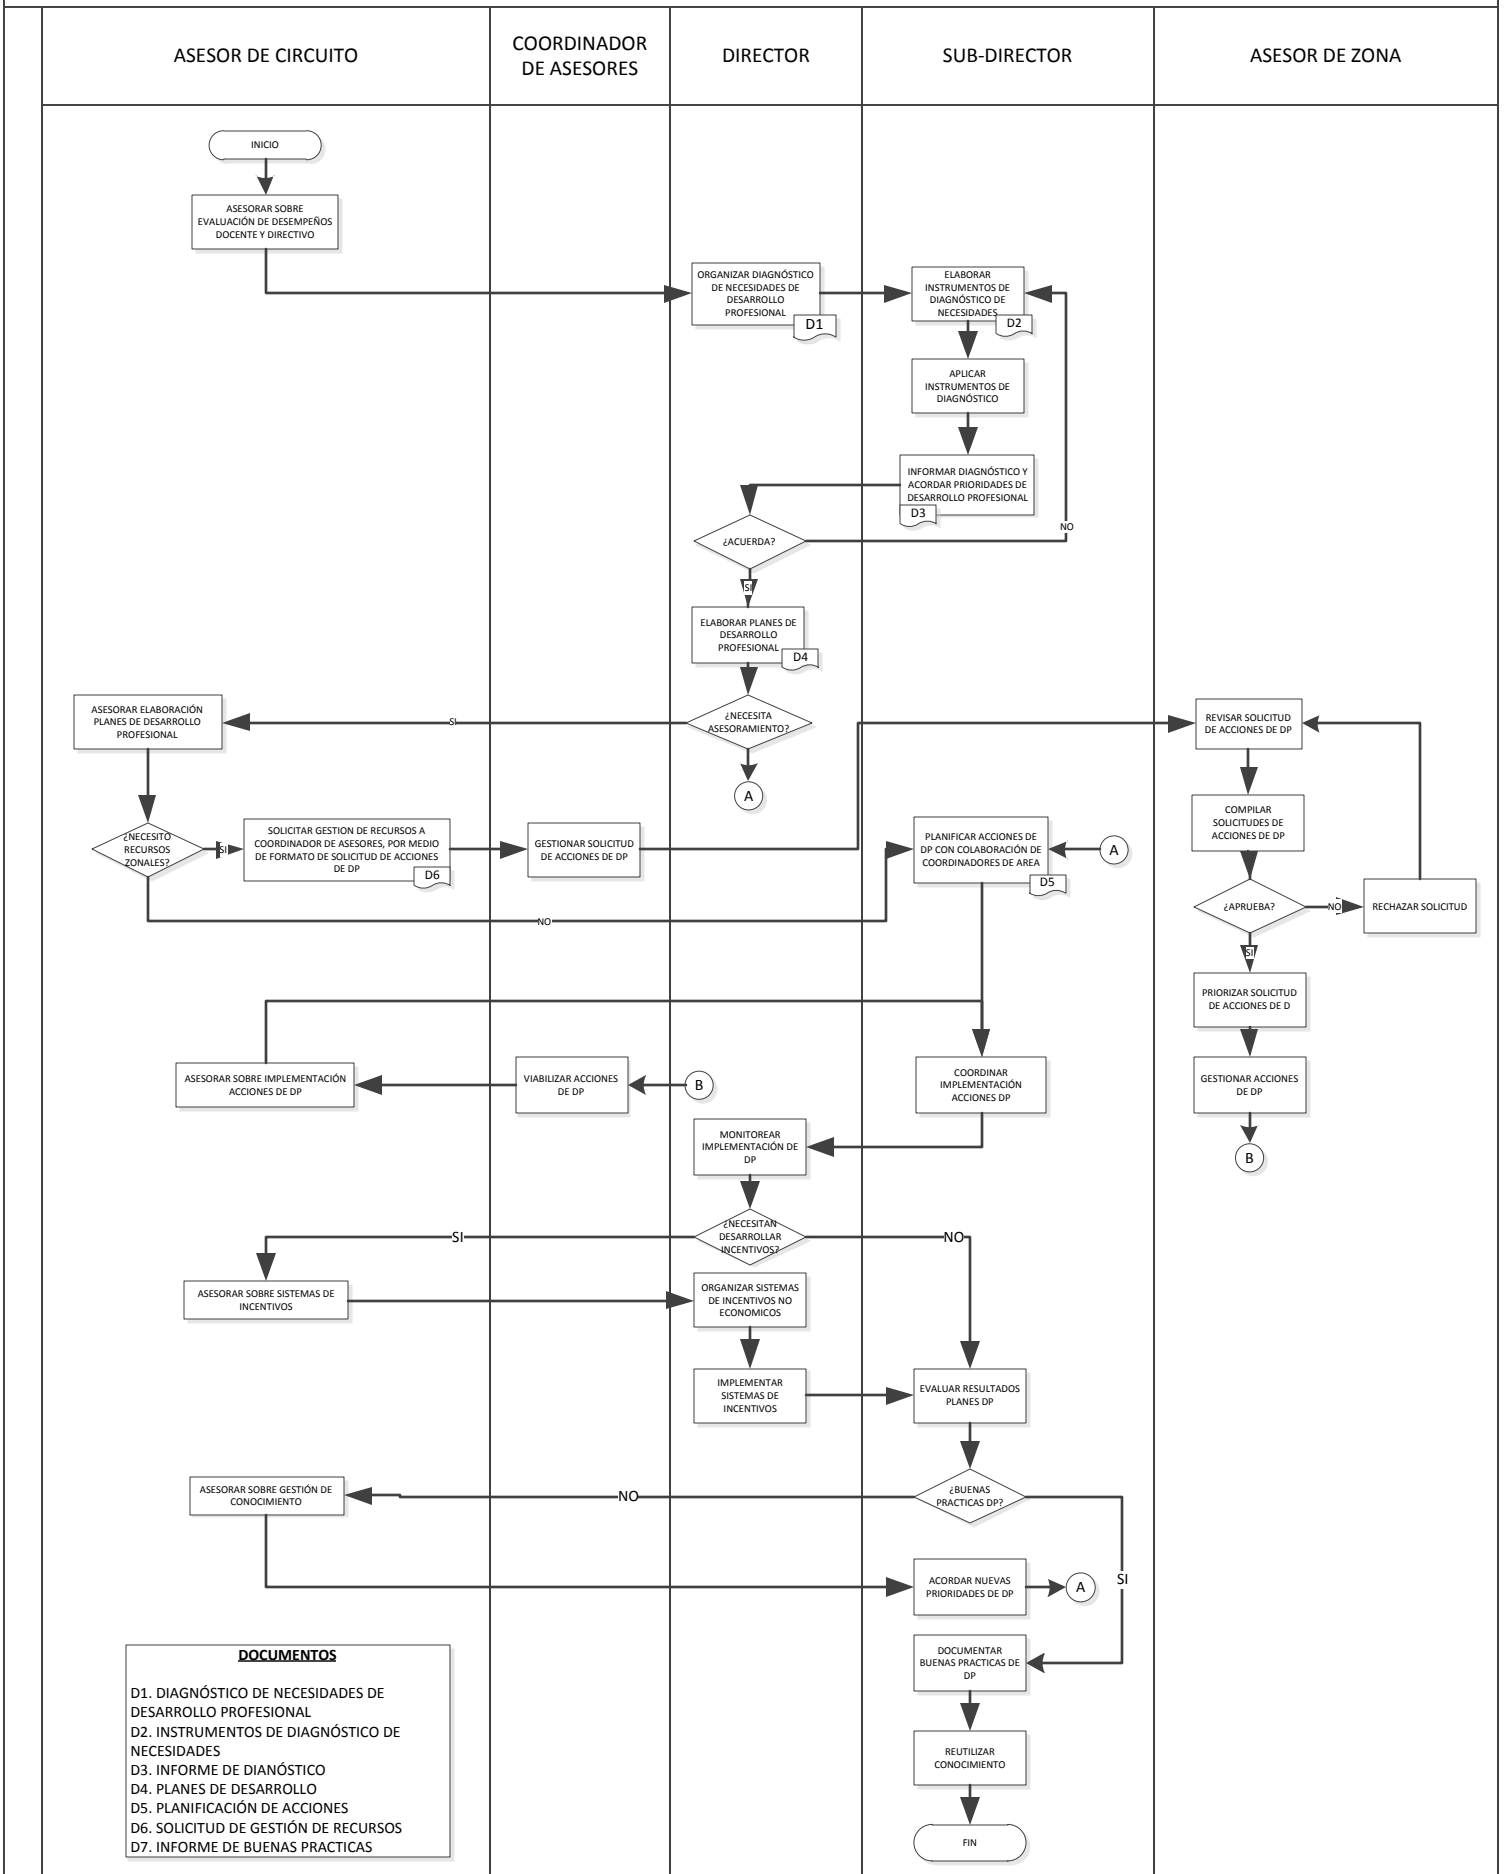 ASESOR DE CIRCUITO
COORDINADOR
DE ASESORES
DIRECTOR
SUB-DIRECTOR
ASESOR DE ZONA
INICIO
ASESORAR SOBRE
EVALUACIÓN DE DESEMPEÑOS
DOCENTE Y DIRECTIVO
ORGANIZAR DIAGNÓSTICO
DE NECESIDADES DE
DESARROLLO
PROFESIONAL
D1
ELABORAR
INSTRUMENTOS DE
DIAGNÓSTICO DE
NECESIDADES
D2
APLICAR
INSTRUMENTOS DE
DIAGNÓSTICO
INFORMAR DIAGNÓSTICO Y
ACORDAR PRIORIDADES DE
DESARROLLO PROFESIONAL
D3
NO
¿ACUERDA?
SI
ELABORAR PLANES DE
DESARROLLO
PROFESIONAL
D4
ASESORAR ELABORACIÓN
PLANES DE DESARROLLO
PROFESIONAL
SI
¿NECESITA
ASESORAMIENTO?
A
REVISAR SOLICITUD
DE ACCIONES DE DP
COMPILAR
SOLICITUDES DE
ACCIONES DE DP
¿NECESITO
RECURSOS
ZONALES?
SI
SOLICITAR GESTION DE RECURSOS A
COORDINADOR DE ASESORES, POR MEDIO
DE FORMATO DE SOLICITUD DE ACCIONES
DE DP
D6
GESTIONAR SOLICITUD
DE ACCIONES DE DP
PLANIFICAR ACCIONES DE
DP CON COLABORACIÓN DE
COORDINADORES DE AREA
D5
A
NO
¿APRUEBA?
NO
RECHAZAR SOLICITUD
SI
PRIORIZAR SOLICITUD
DE ACCIONES DE D
ASESORAR SOBRE IMPLEMENTACIÓN
ACCIONES DE DP
VIABILIZAR ACCIONES
DE DP
B
COORDINAR
IMPLEMENTACIÓN
ACCIONES DP
GESTIONAR ACCIONES
DE DP
B
MONITOREAR
IMPLEMENTACIÓN DE
DP
SI
¿NECESITAN
DESARROLLAR
INCENTIVOS?
NO
ASESORAR SOBRE SISTEMAS DE
INCENTIVOS
ORGANIZAR SISTEMAS
DE INCENTIVOS NO
ECONOMICOS
IMPLEMENTAR
SISTEMAS DE
INCENTIVOS
EVALUAR RESULTADOS
PLANES DP
ASESORAR SOBRE GESTIÓN DE
CONOCIMIENTO
NO
¿BUENAS
PRACTICAS DP?
SI
ACORDAR NUEVAS
PRIORIDADES DE DP
A
DOCUMENTAR
BUENAS PRACTICAS DE
DP
REUTILIZAR
CONOCIMIENTO
FIN
DOCUMENTOS
D1. DIAGNÓSTICO DE NECESIDADES DE
DESARROLLO PROFESIONAL
D2. INSTRUMENTOS DE DIAGNÓSTICO DE
NECESIDADES
D3. INFORME DE DIANÓSTICO
D4. PLANES DE DESARROLLO
D5. PLANIFICACIÓN DE ACCIONES
D6. SOLICITUD DE GESTIÓN DE RECURSOS
D7. INFORME DE BUENAS PRACTICAS